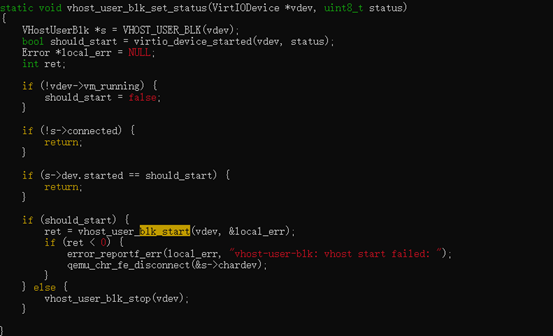 static void vhost_user_blk_set_status(VirtIODevice *vdev, uint8_t status)
{
    VHostUserBlk *s = VHOST_USER_BLK(vdev);
    bool should_start = virtio_device_started(vdev, status);
    Error *local_err = NULL;
    int ret;

    if (!vdev->vm_running) {
        should_start = false;
    }

    if (!s->connected) {
        return;
    }

    if (s->dev.started == should_start) {
        return;
    }

    if (should_start) {
        ret = vhost_user_blk_start(vdev, &local_err);
        if (ret < 0) {
            error_reportf_err(local_err, "vhost-user-blk: vhost start failed: ");
            qemu_chr_fe_disconnect(&s->chardev);
        }
    } else {
        vhost_user_blk_stop(vdev);
    }

}